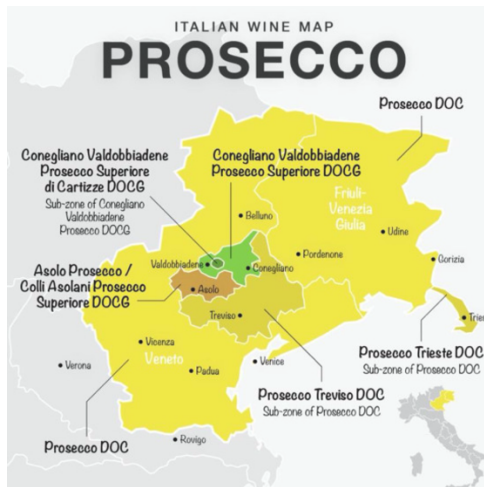 ITALIAN WINE MAP
PROSECCO
Prosecco DOC
Conegliano Valdobbiadene
Prosecco Superiore
di Cartizze DOCG
Sub-zone of Conegliano
Valdobbiadene
Prosecco DOCG
Conegliano Valdobbiadene
Prosecco Superiore DOCG
Friuli-
Venezia
Giulia
Belluno
Udine
Pordenone
Gorizia
Valdobbiadene
Conegliano
Asolo Prosecco /
Colli Asolani Prosecco
Superiore DOCG
Asolo
Treviso
Vicenza
Veneto
Verona
Padua
Venice
Prosecco Trieste DOC
Sub-zone of Prosecco DOC
Prosecco Treviso DOC
Sub-zone of Prosecco DOC
Prosecco DOC
Rovigo